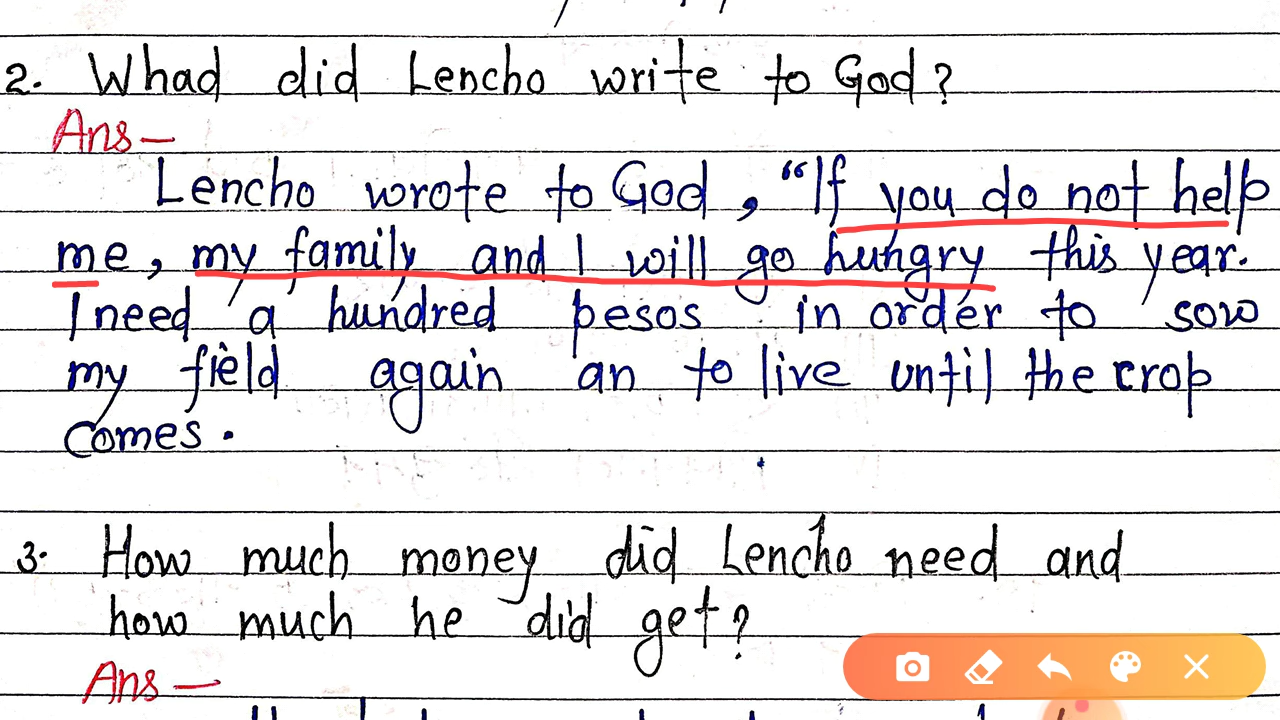 2. Whad did Lencho write to God?
Ans-
Lencho wrote to God, “If you do not help
me, my family and I will go hungry this year.
I need a hundred pesos in order to sow
my field again an to live until the crop
comes.
3. How much money did Lencho need and
how much he did get?
Ans-